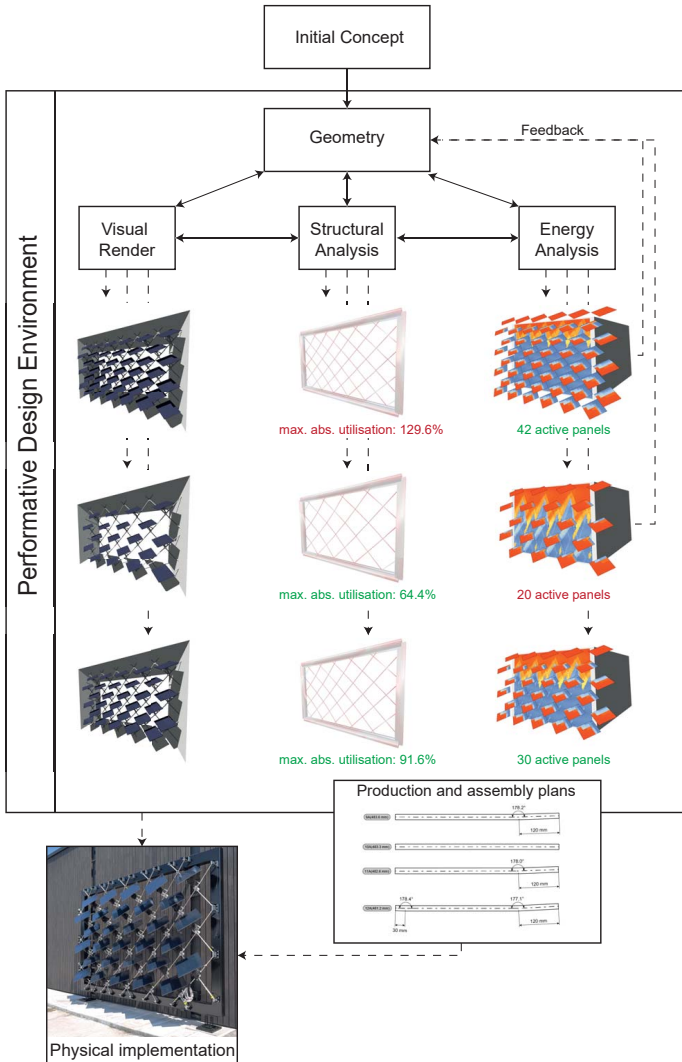 Initial Concept
Performative Design Environment
Geometry
Feedback
Visual
Render
Structural
Analysis
Energy
Analysis
max. abs. utilisation: 129.6%
42 active panels
max. abs. utilisation: 64.4%
20 active panels
max. abs. utilisation: 91.6%
30 active panels
Production and assembly plans
178.2°
120 mm
178.0°
120 mm
178.4°
177.1°
120 mm
30 mm
Physical implementation